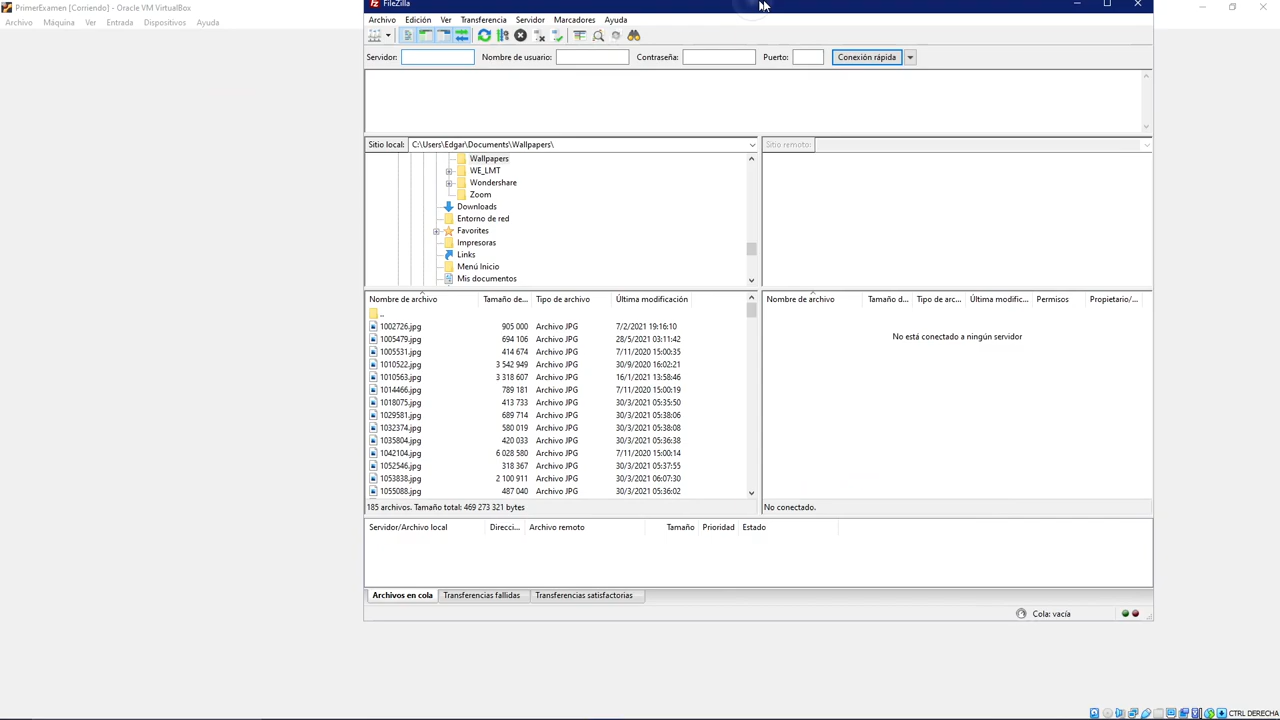 PrimerExamen [Corriendo] - Oracle VM VirtualBox
Archivo Máquina Ver Entrada Dispositivos Ayuda
FileZilla
Archivo Edición Ver Transferencia Servidor Marcadores Ayuda
Servidor: Nombre de usuario: Contraseña: Puerto: Conexión rápida
Sitio local: C:\Users\Edgar\Documents\Wallpapers\
Sitio remoto:
Wallpapers
WE_LMT
Wondershare
Zoom
Downloads
Entorno de red
Favorites
Impresoras
Links
Menú Inicio
Mis documentos
Nombre de archivo Tamaño de... Tipo de archivo Última modificación
..
1002726.jpg 905 000 Archivo JPG 7/2/2021 19:16:10
1005479.jpg 694 106 Archivo JPG 28/5/2021 03:11:42
1005531.jpg 414 674 Archivo JPG 7/11/2020 15:00:35
1010522.jpg 3 542 949 Archivo JPG 30/9/2020 16:02:21
1010563.jpg 3 318 607 Archivo JPG 16/1/2021 13:58:46
1014466.jpg 789 181 Archivo JPG 7/11/2020 15:00:19
1018075.jpg 413 733 Archivo JPG 30/3/2021 05:35:50
1029581.jpg 689 714 Archivo JPG 30/3/2021 05:38:06
1032374.jpg 580 019 Archivo JPG 30/3/2021 05:38:08
1035804.jpg 420 033 Archivo JPG 30/3/2021 05:36:38
1042104.jpg 6 028 580 Archivo JPG 7/11/2020 15:00:14
1052546.jpg 318 367 Archivo JPG 30/3/2021 05:37:55
1053838.jpg 2 100 911 Archivo JPG 30/3/2021 06:07:30
1055088.jpg 487 040 Archivo JPG 30/3/2021 05:36:02
185 archivos. Tamaño total: 469 273 321 bytes
Nombre de archivo Tamaño d... Tipo de arc... Última modific... Permisos Propietario/...
No está conectado a ningún servidor
No conectado.
Servidor/Archivo local Direcci... Archivo remoto Tamaño Prioridad Estado
Archivos en cola Transferencias fallidas Transferencias satisfactorias
Cola: vacía
CTRL DERECHA